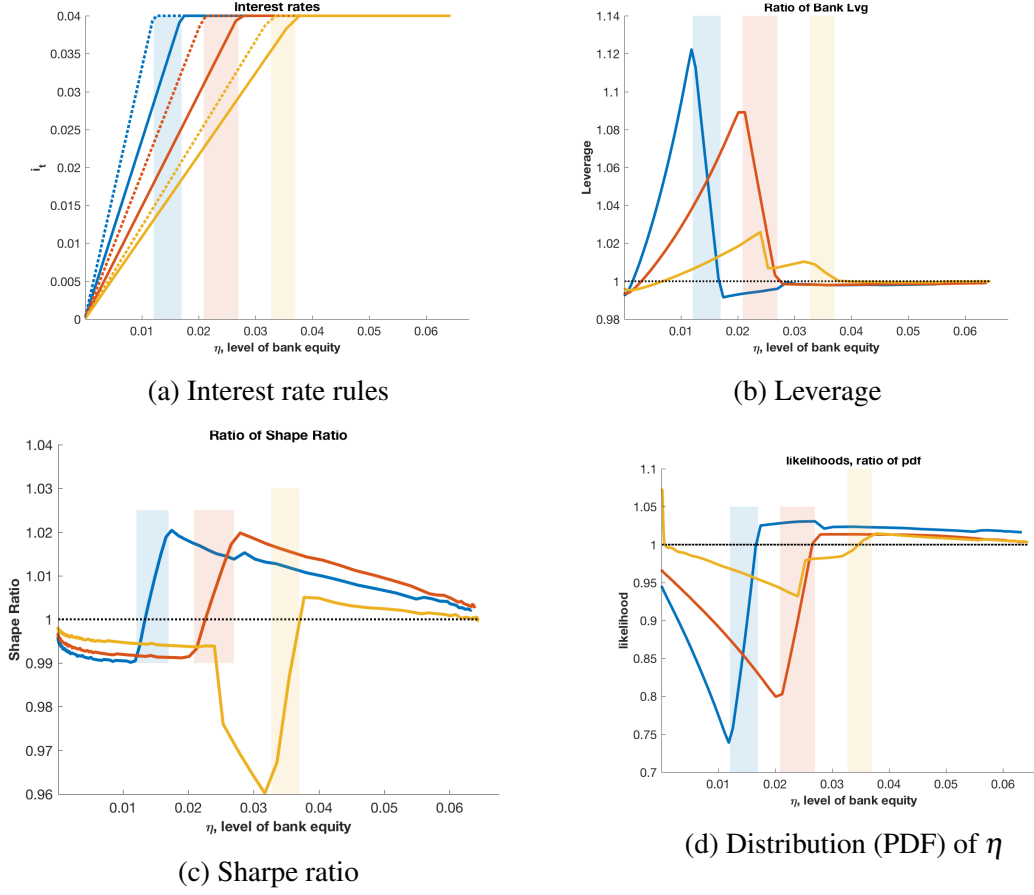 Interest rates
0.04
0.035
0.03
0.025
0.02
0.015
0.01
0.005
0
i_t
0.01 0.02 0.03 0.04 0.05 0.06
η, level of bank equity
(a) Interest rate rules
Ratio of Bank Lvg
1.14
1.12
1.10
1.08
1.06
1.04
1.02
1
0.98
Leverage
0.01 0.02 0.03 0.04 0.05 0.06
η, level of bank equity
(b) Leverage
Ratio of Shape Ratio
1.04
1.03
1.02
1.01
1
0.99
0.98
0.97
0.96
Shape Ratio
0.01 0.02 0.03 0.04 0.05 0.06
η, level of bank equity
(c) Sharpe ratio
likelihoods, ratio of pdf
1.1
1.05
1
0.95
0.9
0.85
0.8
0.75
0.7
likelihood
0.01 0.02 0.03 0.04 0.05 0.06
η, level of bank equity
(d) Distribution (PDF) of η